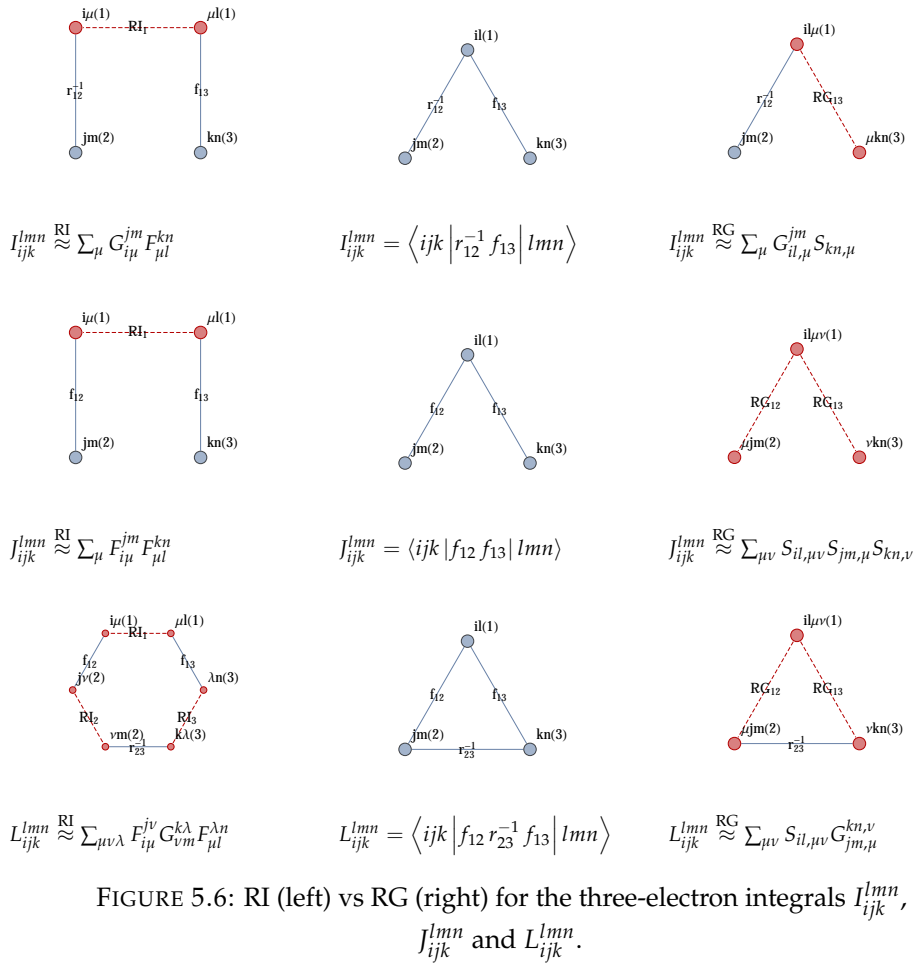 iμ(1) μl(1) il(1) ilμ(1)
RI₁
r₁₂⁻¹ f₁₃ r₁₂⁻¹ f₁₃ r₁₂⁻¹ RG₁₃
jm(2) kn(3) jm(2) kn(3) jm(2) μkn(3)
I_{ijk}^{lmn} ≈^{RI} ∑_μ G_{iμ}^{jm} F_{μl}^{kn} I_{ijk}^{lmn} = ⟨ijk |r₁₂⁻¹ f₁₃| lmn⟩ I_{ijk}^{lmn} ≈^{RG} ∑_μ G_{il,μ}^{jm} S_{kn,μ}
iμ(1) μl(1) il(1) ilμν(1)
RI₁
f₁₂ f₁₃ f₁₂ f₁₃ RG₁₂ RG₁₃
jm(2) kn(3) jm(2) kn(3) μjm(2) νkn(3)
J_{ijk}^{lmn} ≈^{RI} ∑_μ F_{iμ}^{jm} F_{μl}^{kn} J_{ijk}^{lmn} = ⟨ijk |f₁₂ f₁₃| lmn⟩ J_{ijk}^{lmn} ≈^{RG} ∑_{μν} S_{il,μν} S_{jm,μ} S_{kn,ν}
iμ(1) μl(1) il(1) ilμν(1)
RI₁
f₁₂ f₁₃ f₁₂ f₁₃ RG₁₂ RG₁₃
jν(2) λn(3)
RI₂ RI₃
νm(2) kλ(3) jm(2) kn(3) μjm(2) νkn(3)
r₂₃⁻¹ r₂₃⁻¹ r₂₃⁻¹
L_{ijk}^{lmn} ≈^{RI} ∑_{μνλ} F_{iμ}^{jν} G_{νm}^{kλ} F_{μl}^{λn} L_{ijk}^{lmn} = ⟨ijk |f₁₂ r₂₃⁻¹ f₁₃| lmn⟩ L_{ijk}^{lmn} ≈^{RG} ∑_{μν} S_{il,μν} G_{jm,μ}^{kn,ν}
FIGURE 5.6: RI (left) vs RG (right) for the three-electron integrals I_{ijk}^{lmn},
J_{ijk}^{lmn} and L_{ijk}^{lmn}.